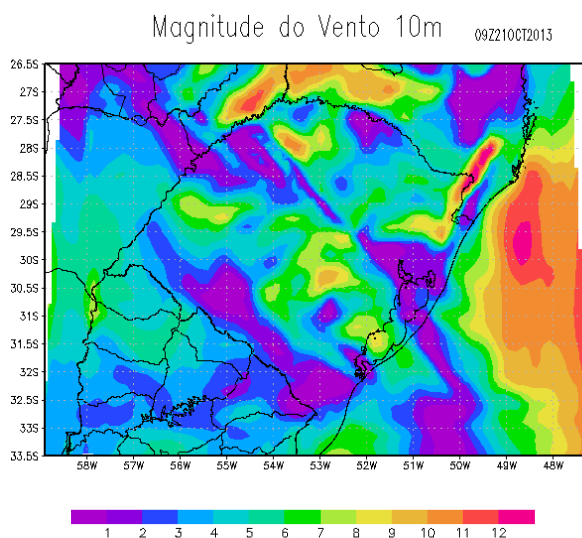 Magnitude do Vento 10m 09Z21OCT2013
26.5S
27S
27.5S
28S
28.5S
29S
29.5S
30S
30.5S
31S
31.5S
32S
32.5S
33S
33.5S
58W 57W 56W 55W 54W 53W 52W 51W 50W 49W 48W
1 2 3 4 5 6 7 8 9 10 11 12